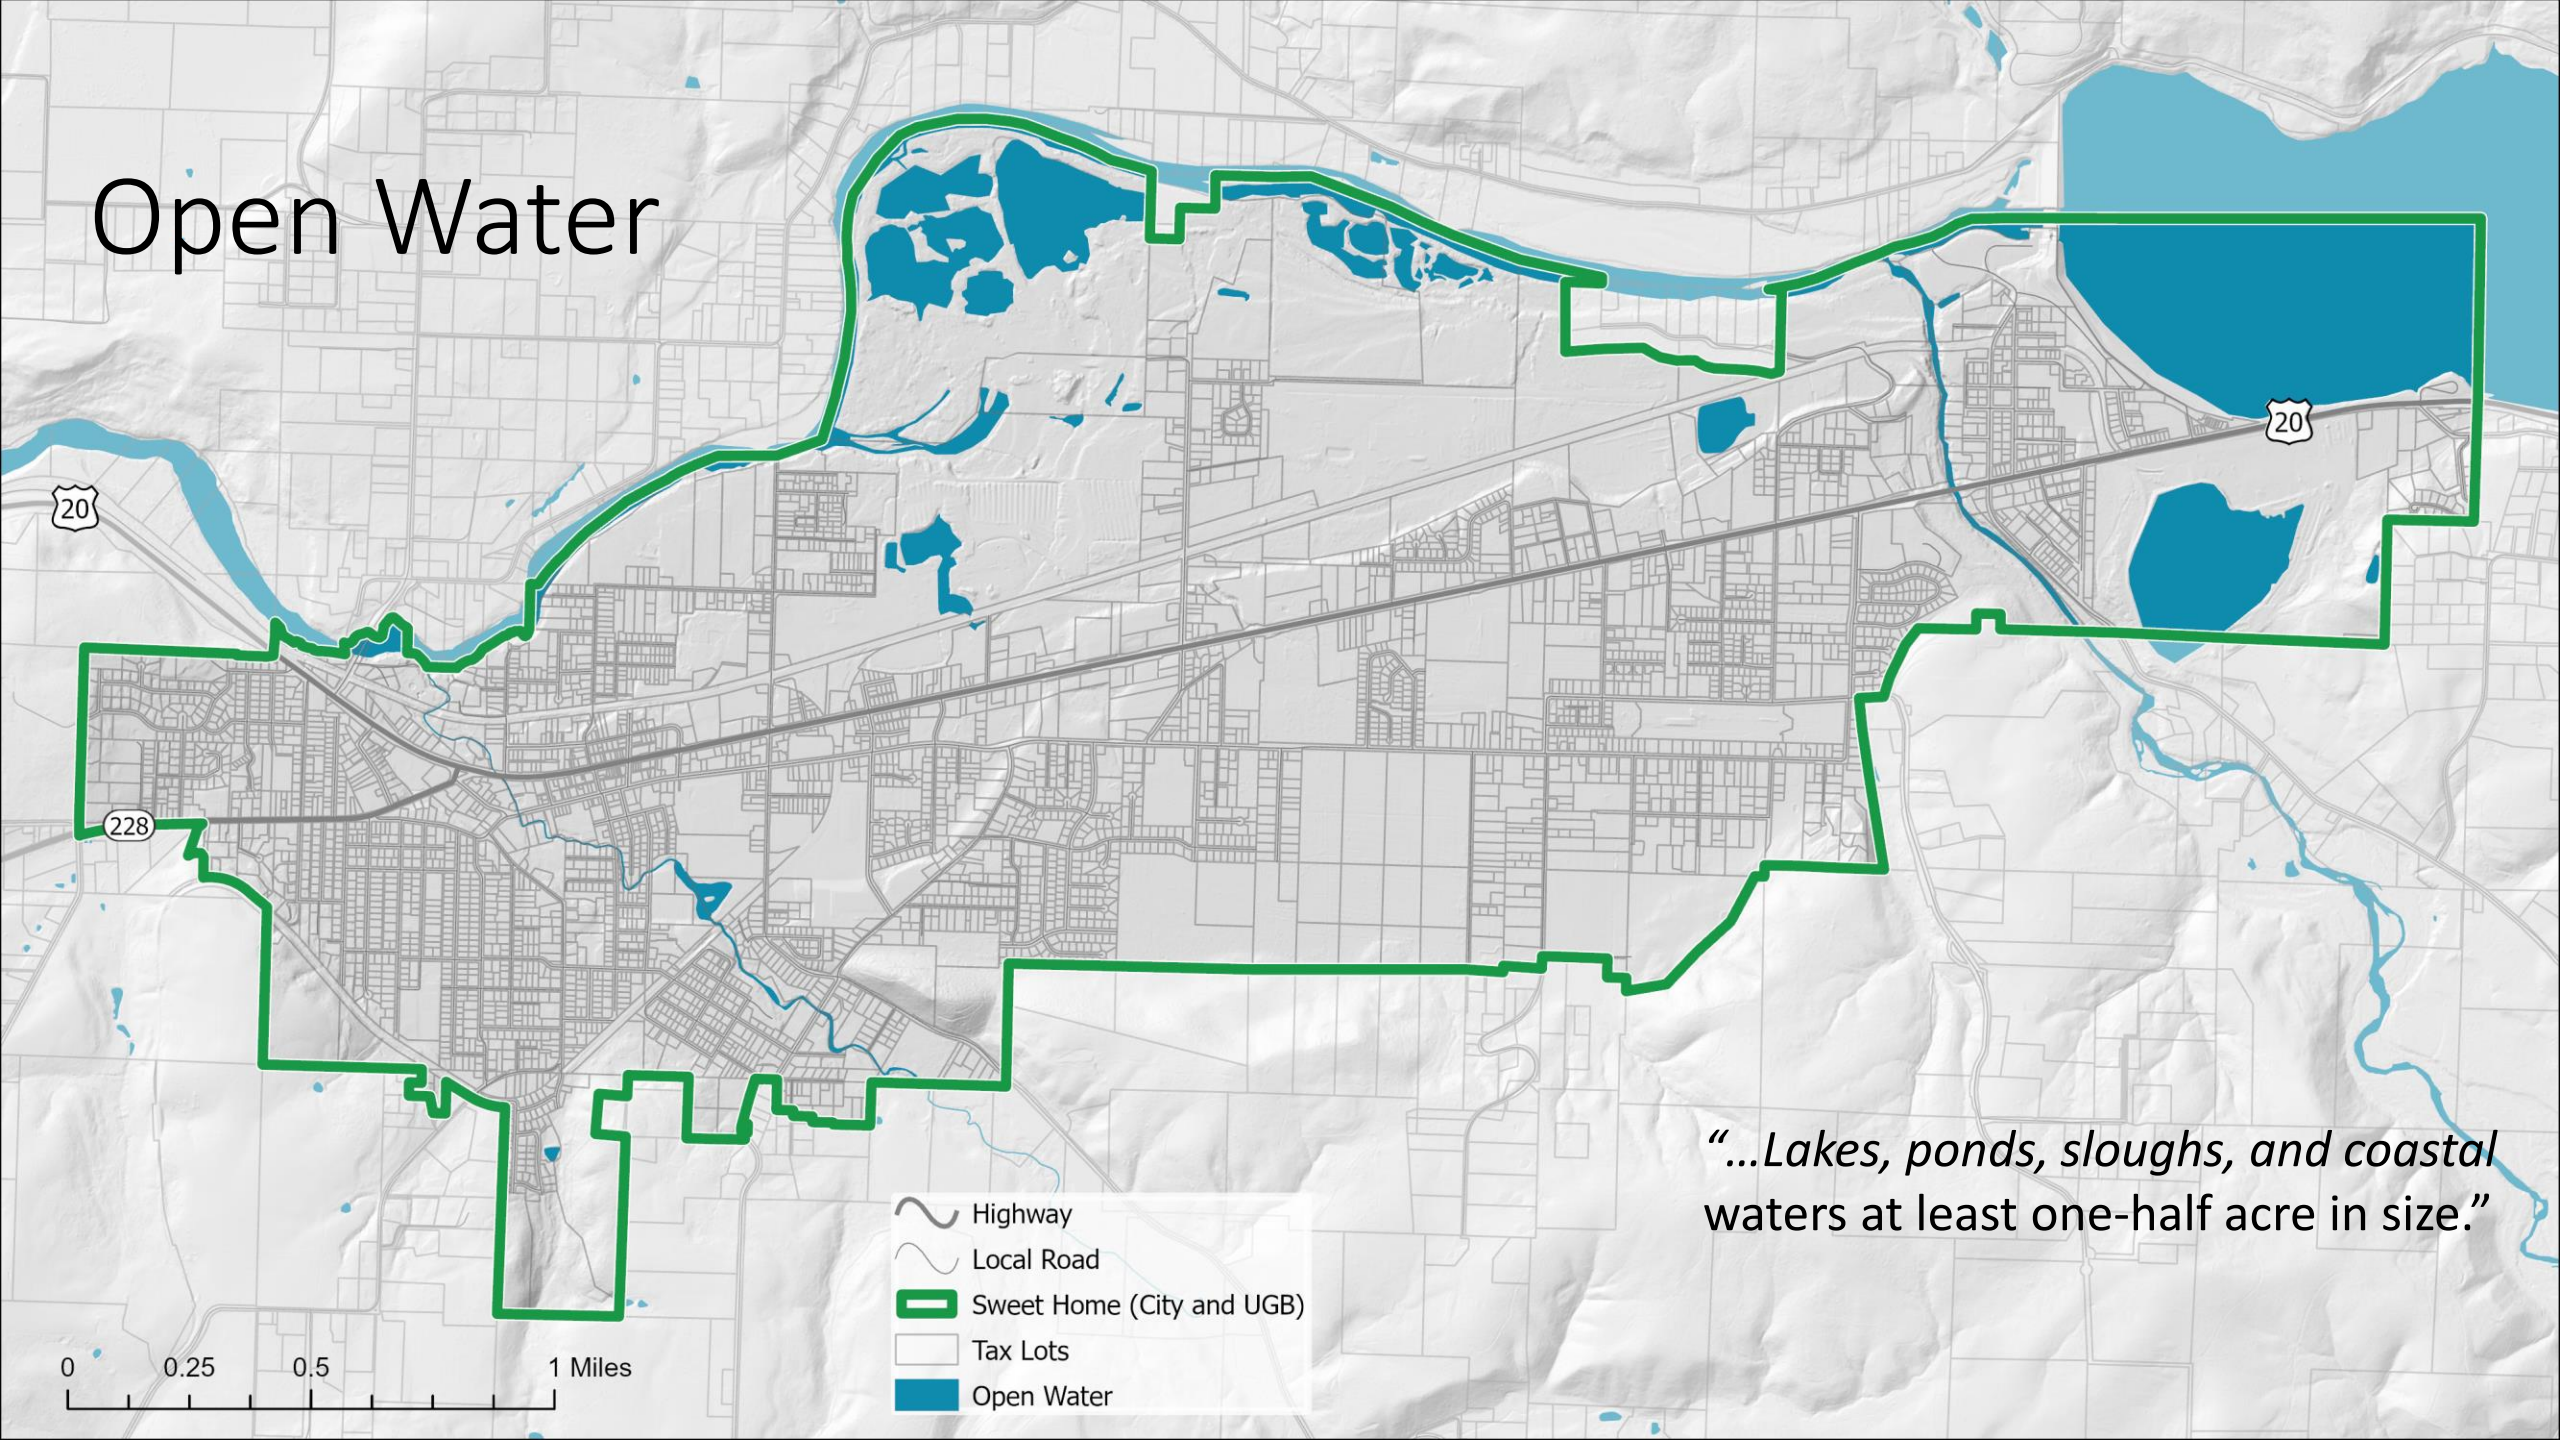 Open Water
20
20
228
“…Lakes, ponds, sloughs, and coastal
waters at least one-half acre in size.”
Highway
Local Road
Sweet Home (City and UGB)
Tax Lots
Open Water
0 0.25 0.5 1 Miles